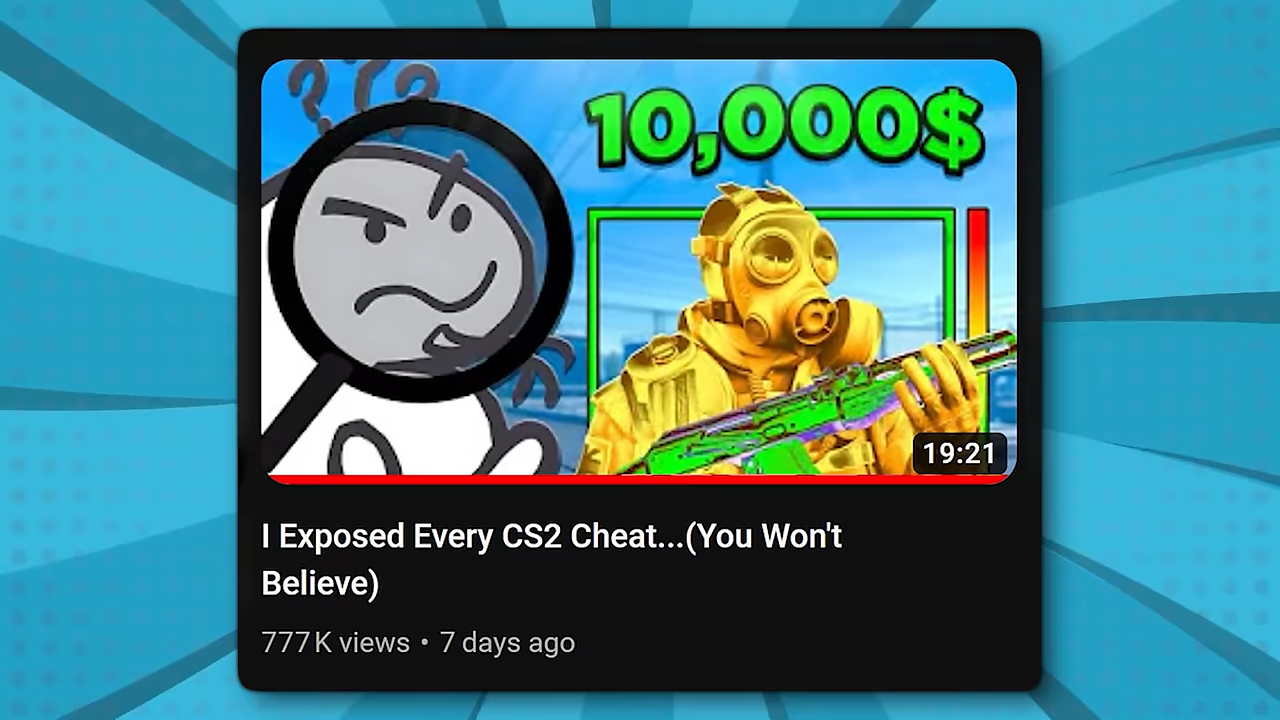 ???
10,000$
19:21
I Exposed Every CS2 Cheat...(You Won't
Believe)
777K views • 7 days ago